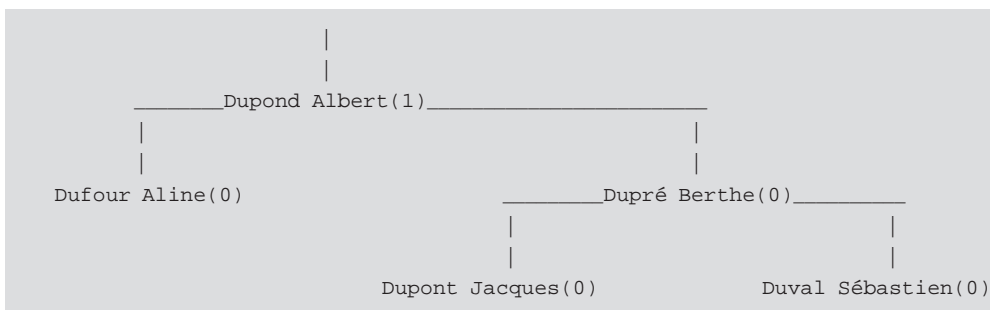 Dupond Albert(1)
Dufour Aline(0) Dupré Berthe(0)
Dupont Jacques(0) Duval Sébastien(0)